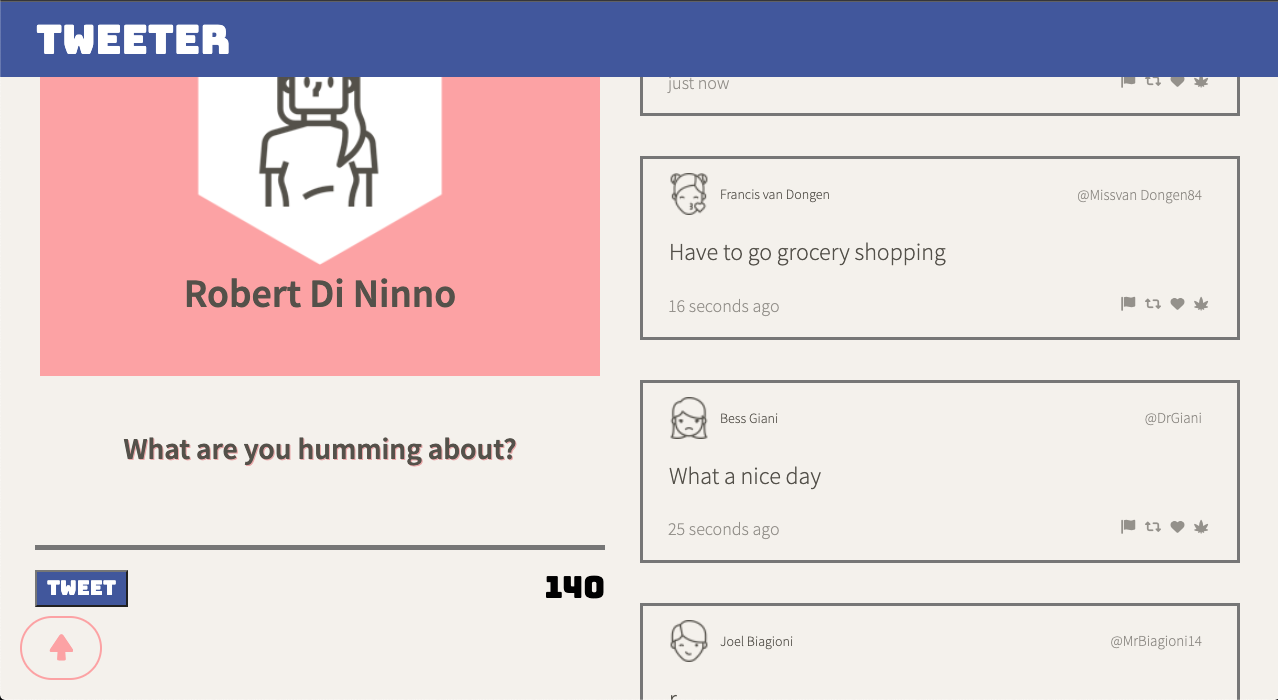 TWEETER
Robert Di Ninno
What are you humming about?
TWEET
140
just now
Francis van Dongen
@Missvan Dongen84
Have to go grocery shopping
16 seconds ago
Bess Giani
@DrGiani
What a nice day
25 seconds ago
Joel Biagioni
@MrBiagioni14